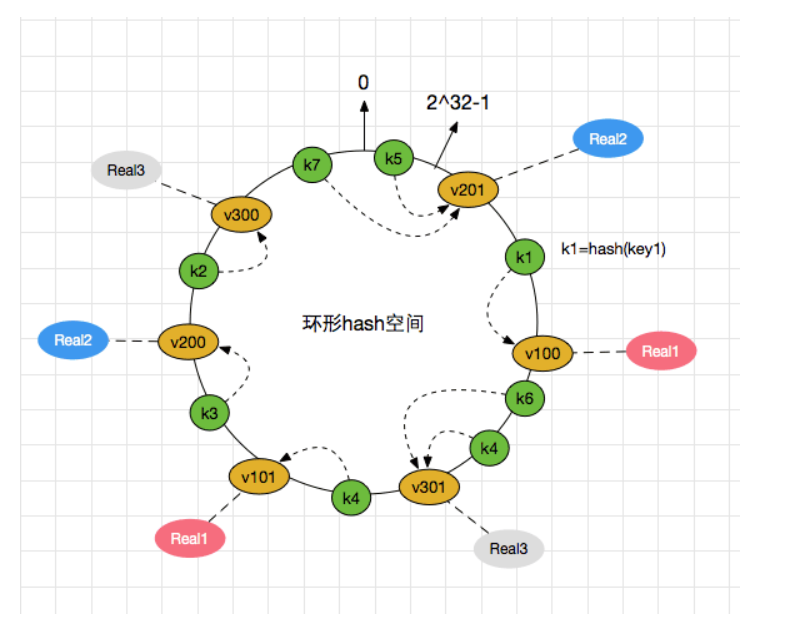 0
2^32-1
Real2
k7
k5
Real3
v201
v300
k1
k1=hash(key1)
k2
环形hash空间
Real2
v200
v100
Real1
k6
k3
k4
v101
v301
k4
Real1
Real3